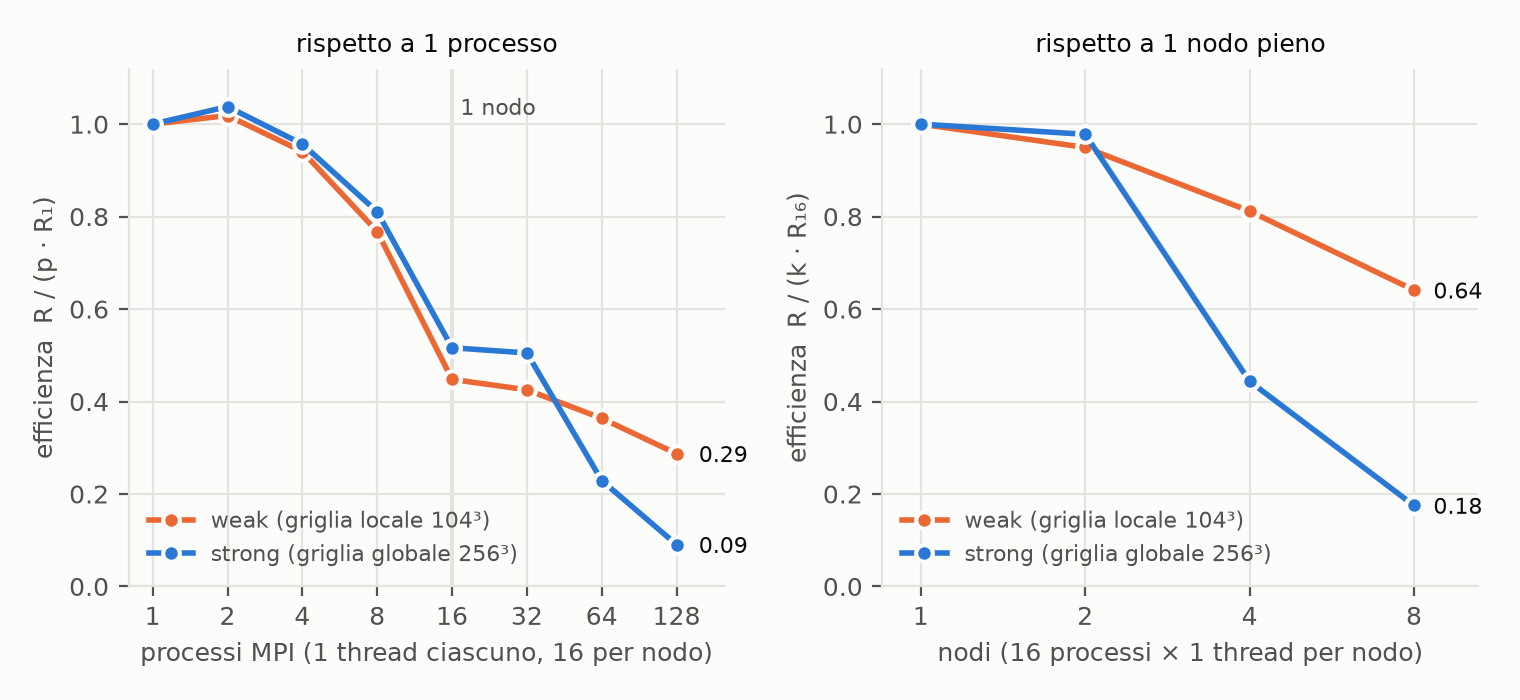 rispetto a 1 processo
efficienza R / (p · R₁)
1.0
0.8
0.6
0.4
0.2
0.0
1 nodo
0.29
0.09
weak (griglia locale 104³)
strong (griglia globale 256³)
1 2 4 8 16 32 64 128
processi MPI (1 thread ciascuno, 16 per nodo)
rispetto a 1 nodo pieno
efficienza R / (k · R₁₆)
1.0
0.8
0.6
0.4
0.2
0.0
0.64
0.18
weak (griglia locale 104³)
strong (griglia globale 256³)
1 2 4 8
nodi (16 processi × 1 thread per nodo)